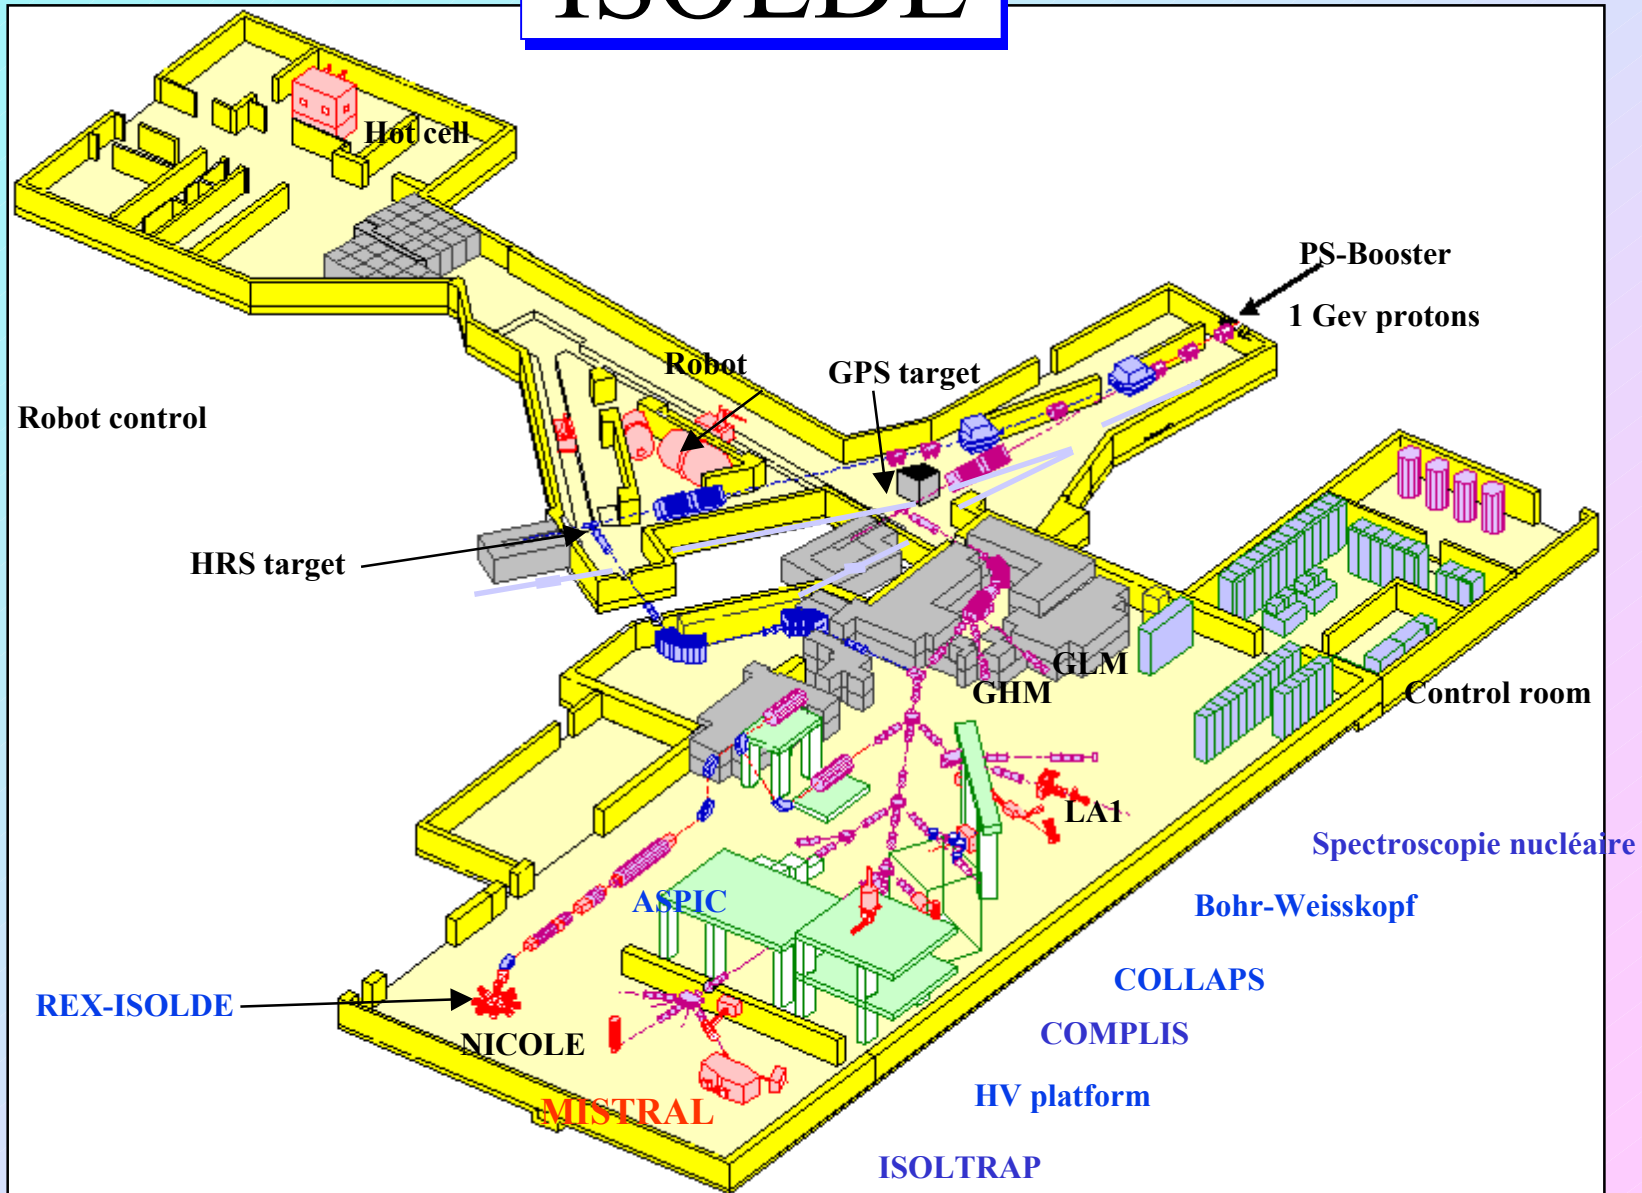 ISOLDE
Hot cell
PS-Booster
1 Gev protons
Robot
GPS target
Robot control
HRS target
GLM
GHM
Control room
LA1
Spectroscopie nucléaire
ASPIC
Bohr-Weisskopf
COLLAPS
REX-ISOLDE
COMPLIS
NICOLE
HV platform
MISTRAL
ISOLTRAP